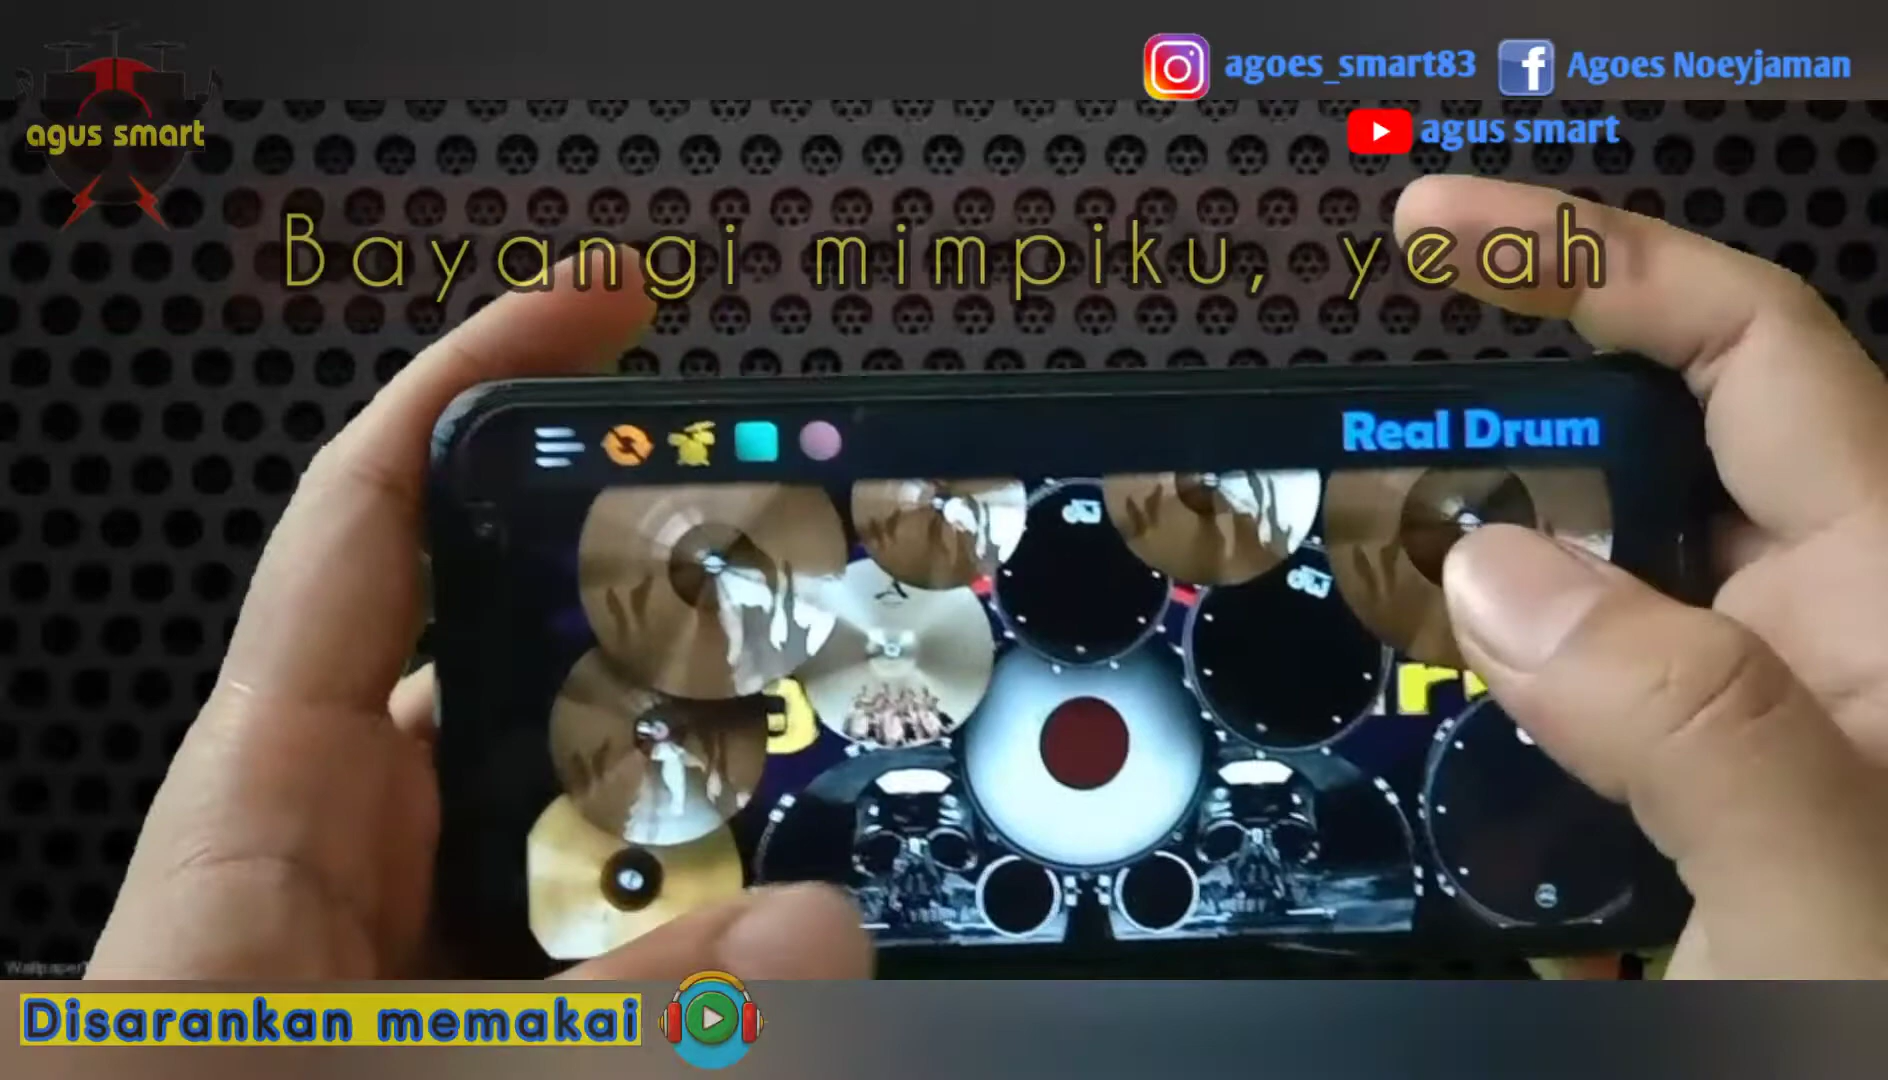 agoes_smart83 Agoes Noeyjaman
agus smart
agus smart
Bayangi mimpiku, yeah
Real Drum
Disarankan memakai